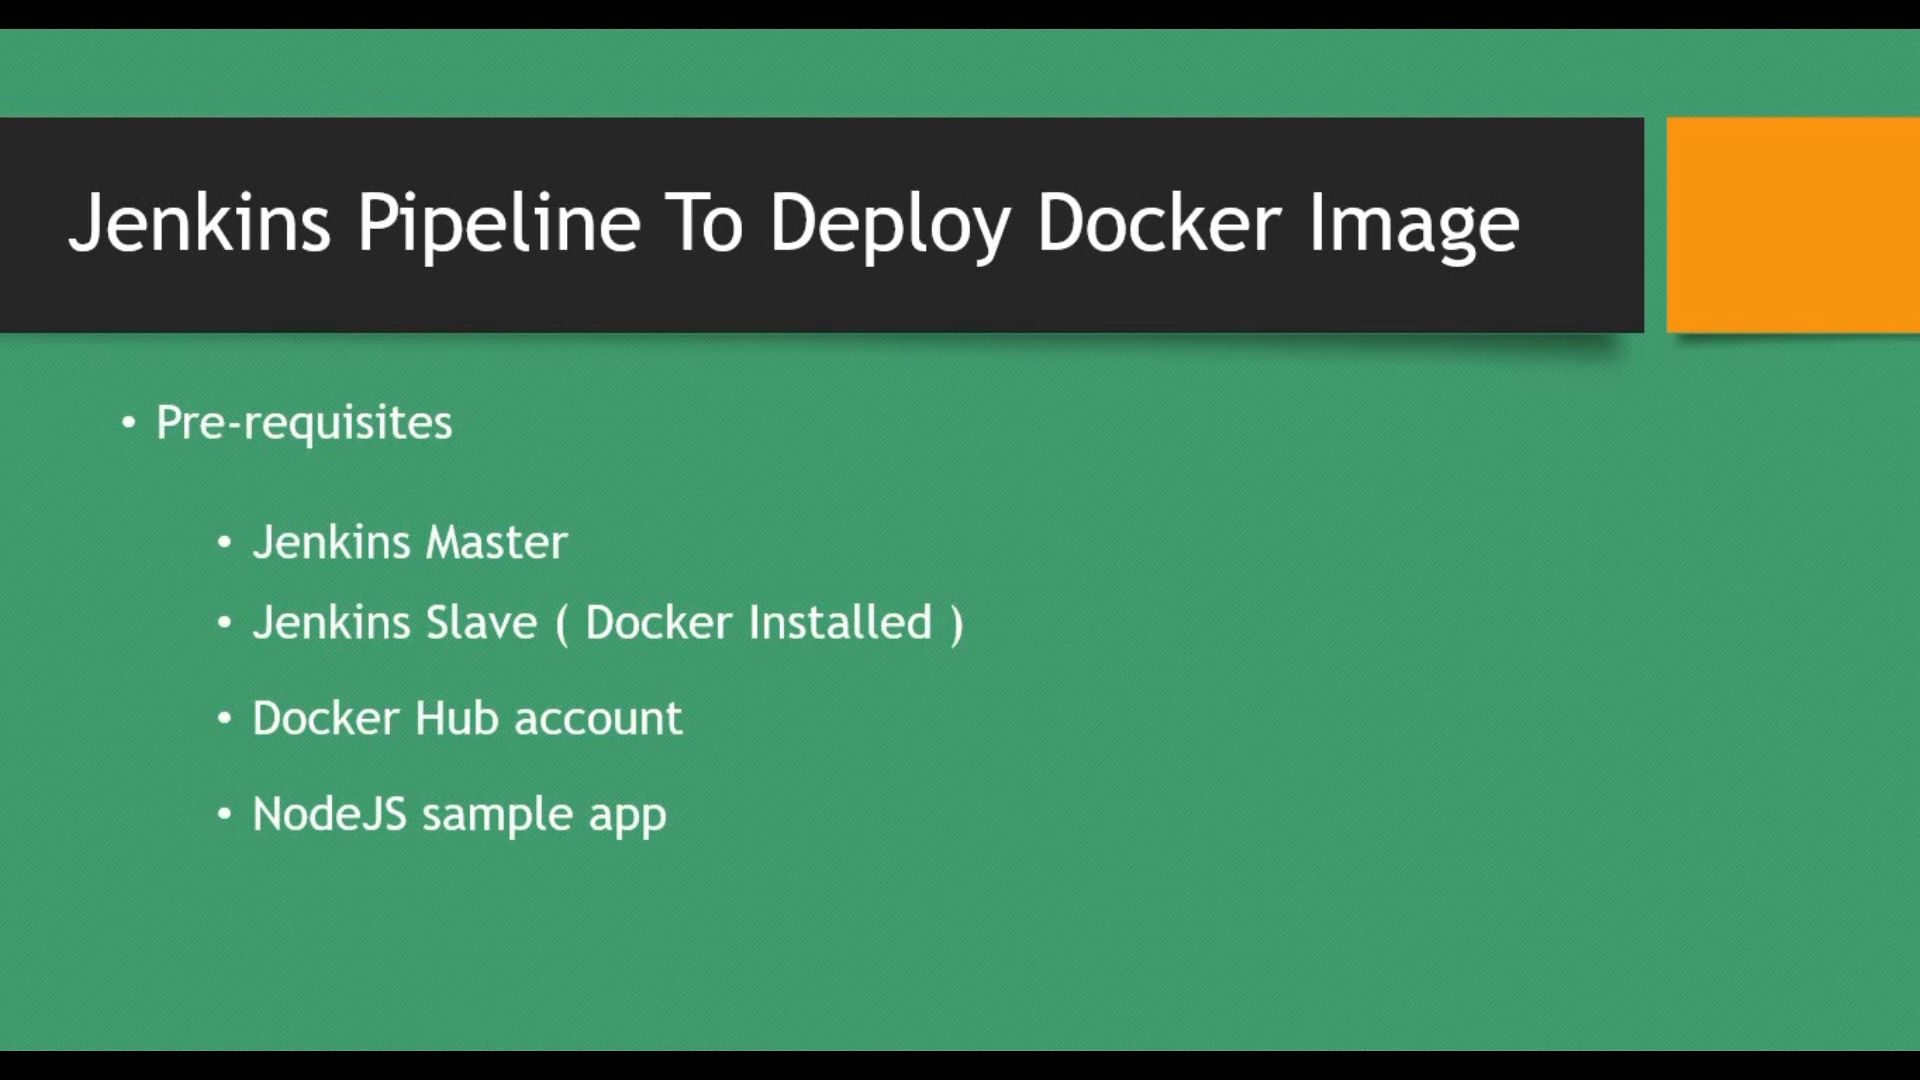 Jenkins Pipeline To Deploy Docker Image
• Pre-requisites
• Jenkins Master
• Jenkins Slave ( Docker Installed )
• Docker Hub account
• NodeJS sample app